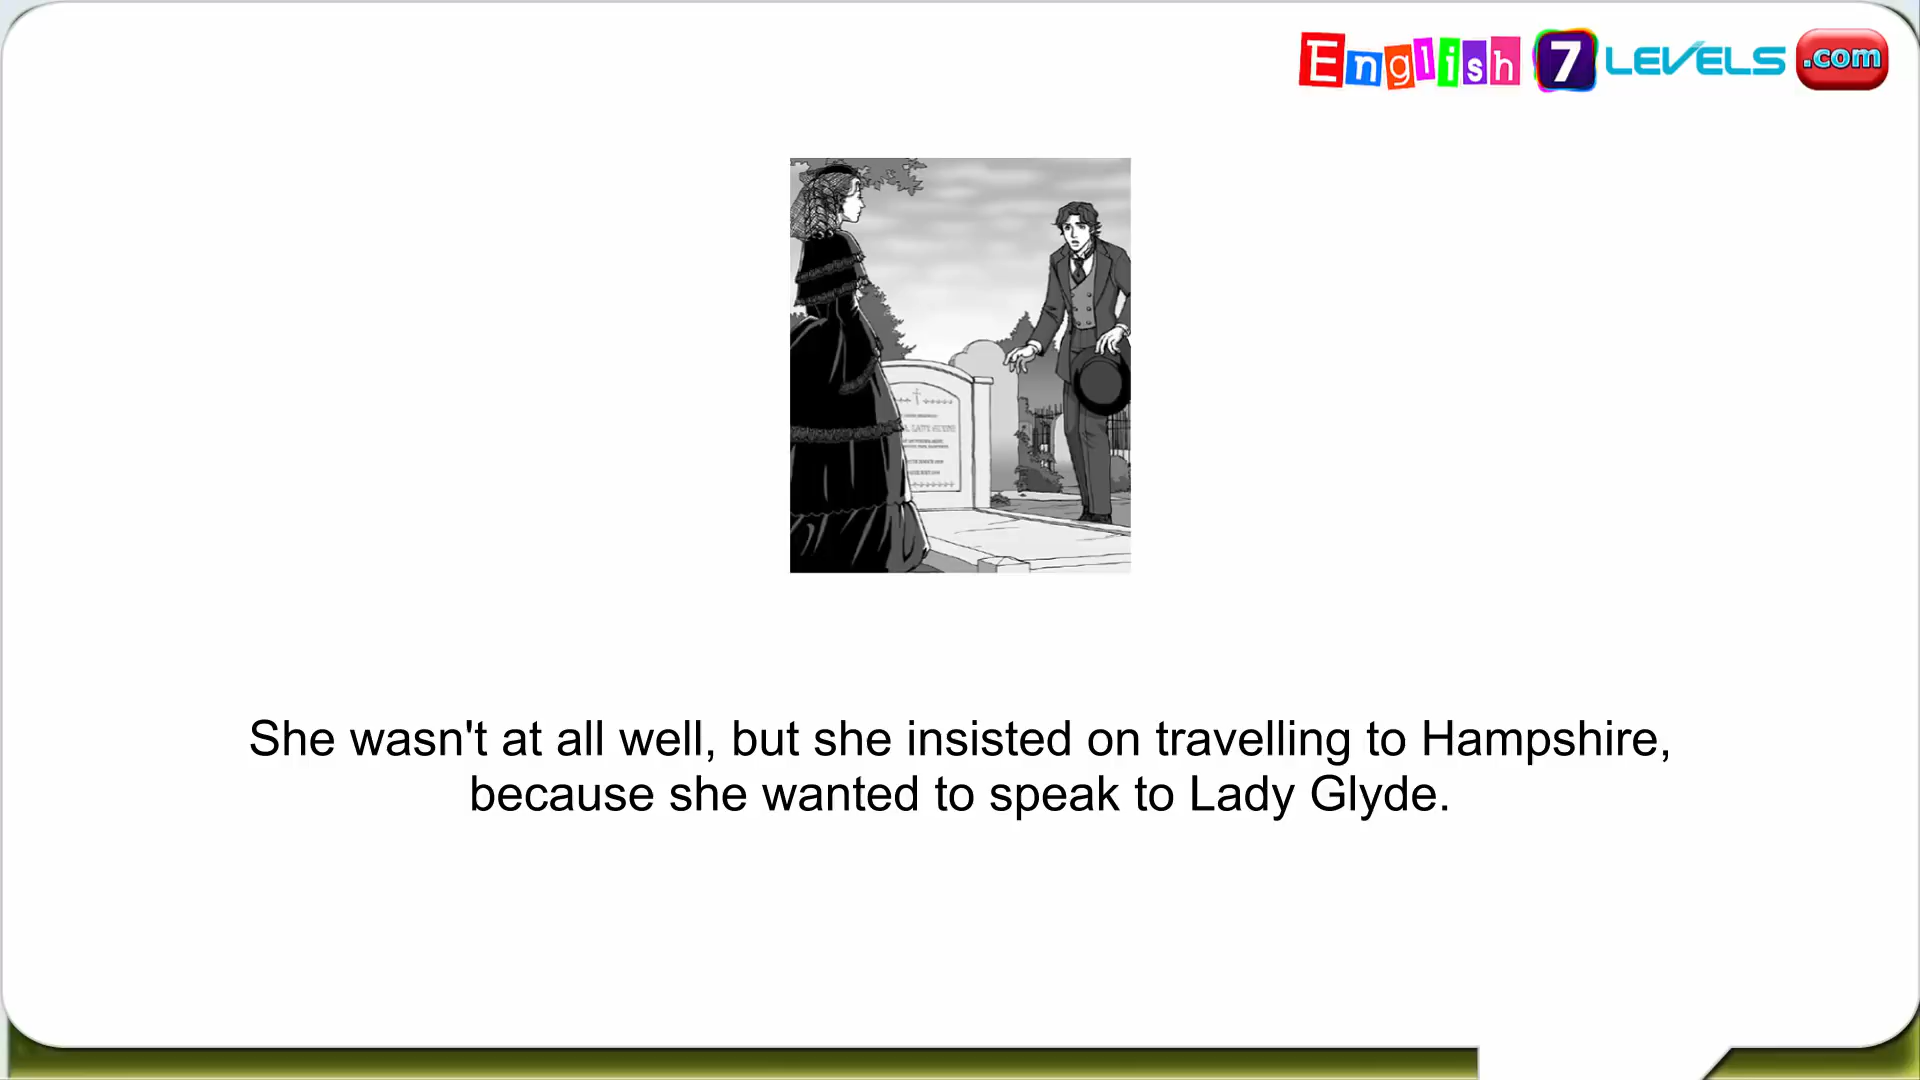 English 7 LEVELS .com
She wasn't at all well, but she insisted on travelling to Hampshire,
because she wanted to speak to Lady Glyde.